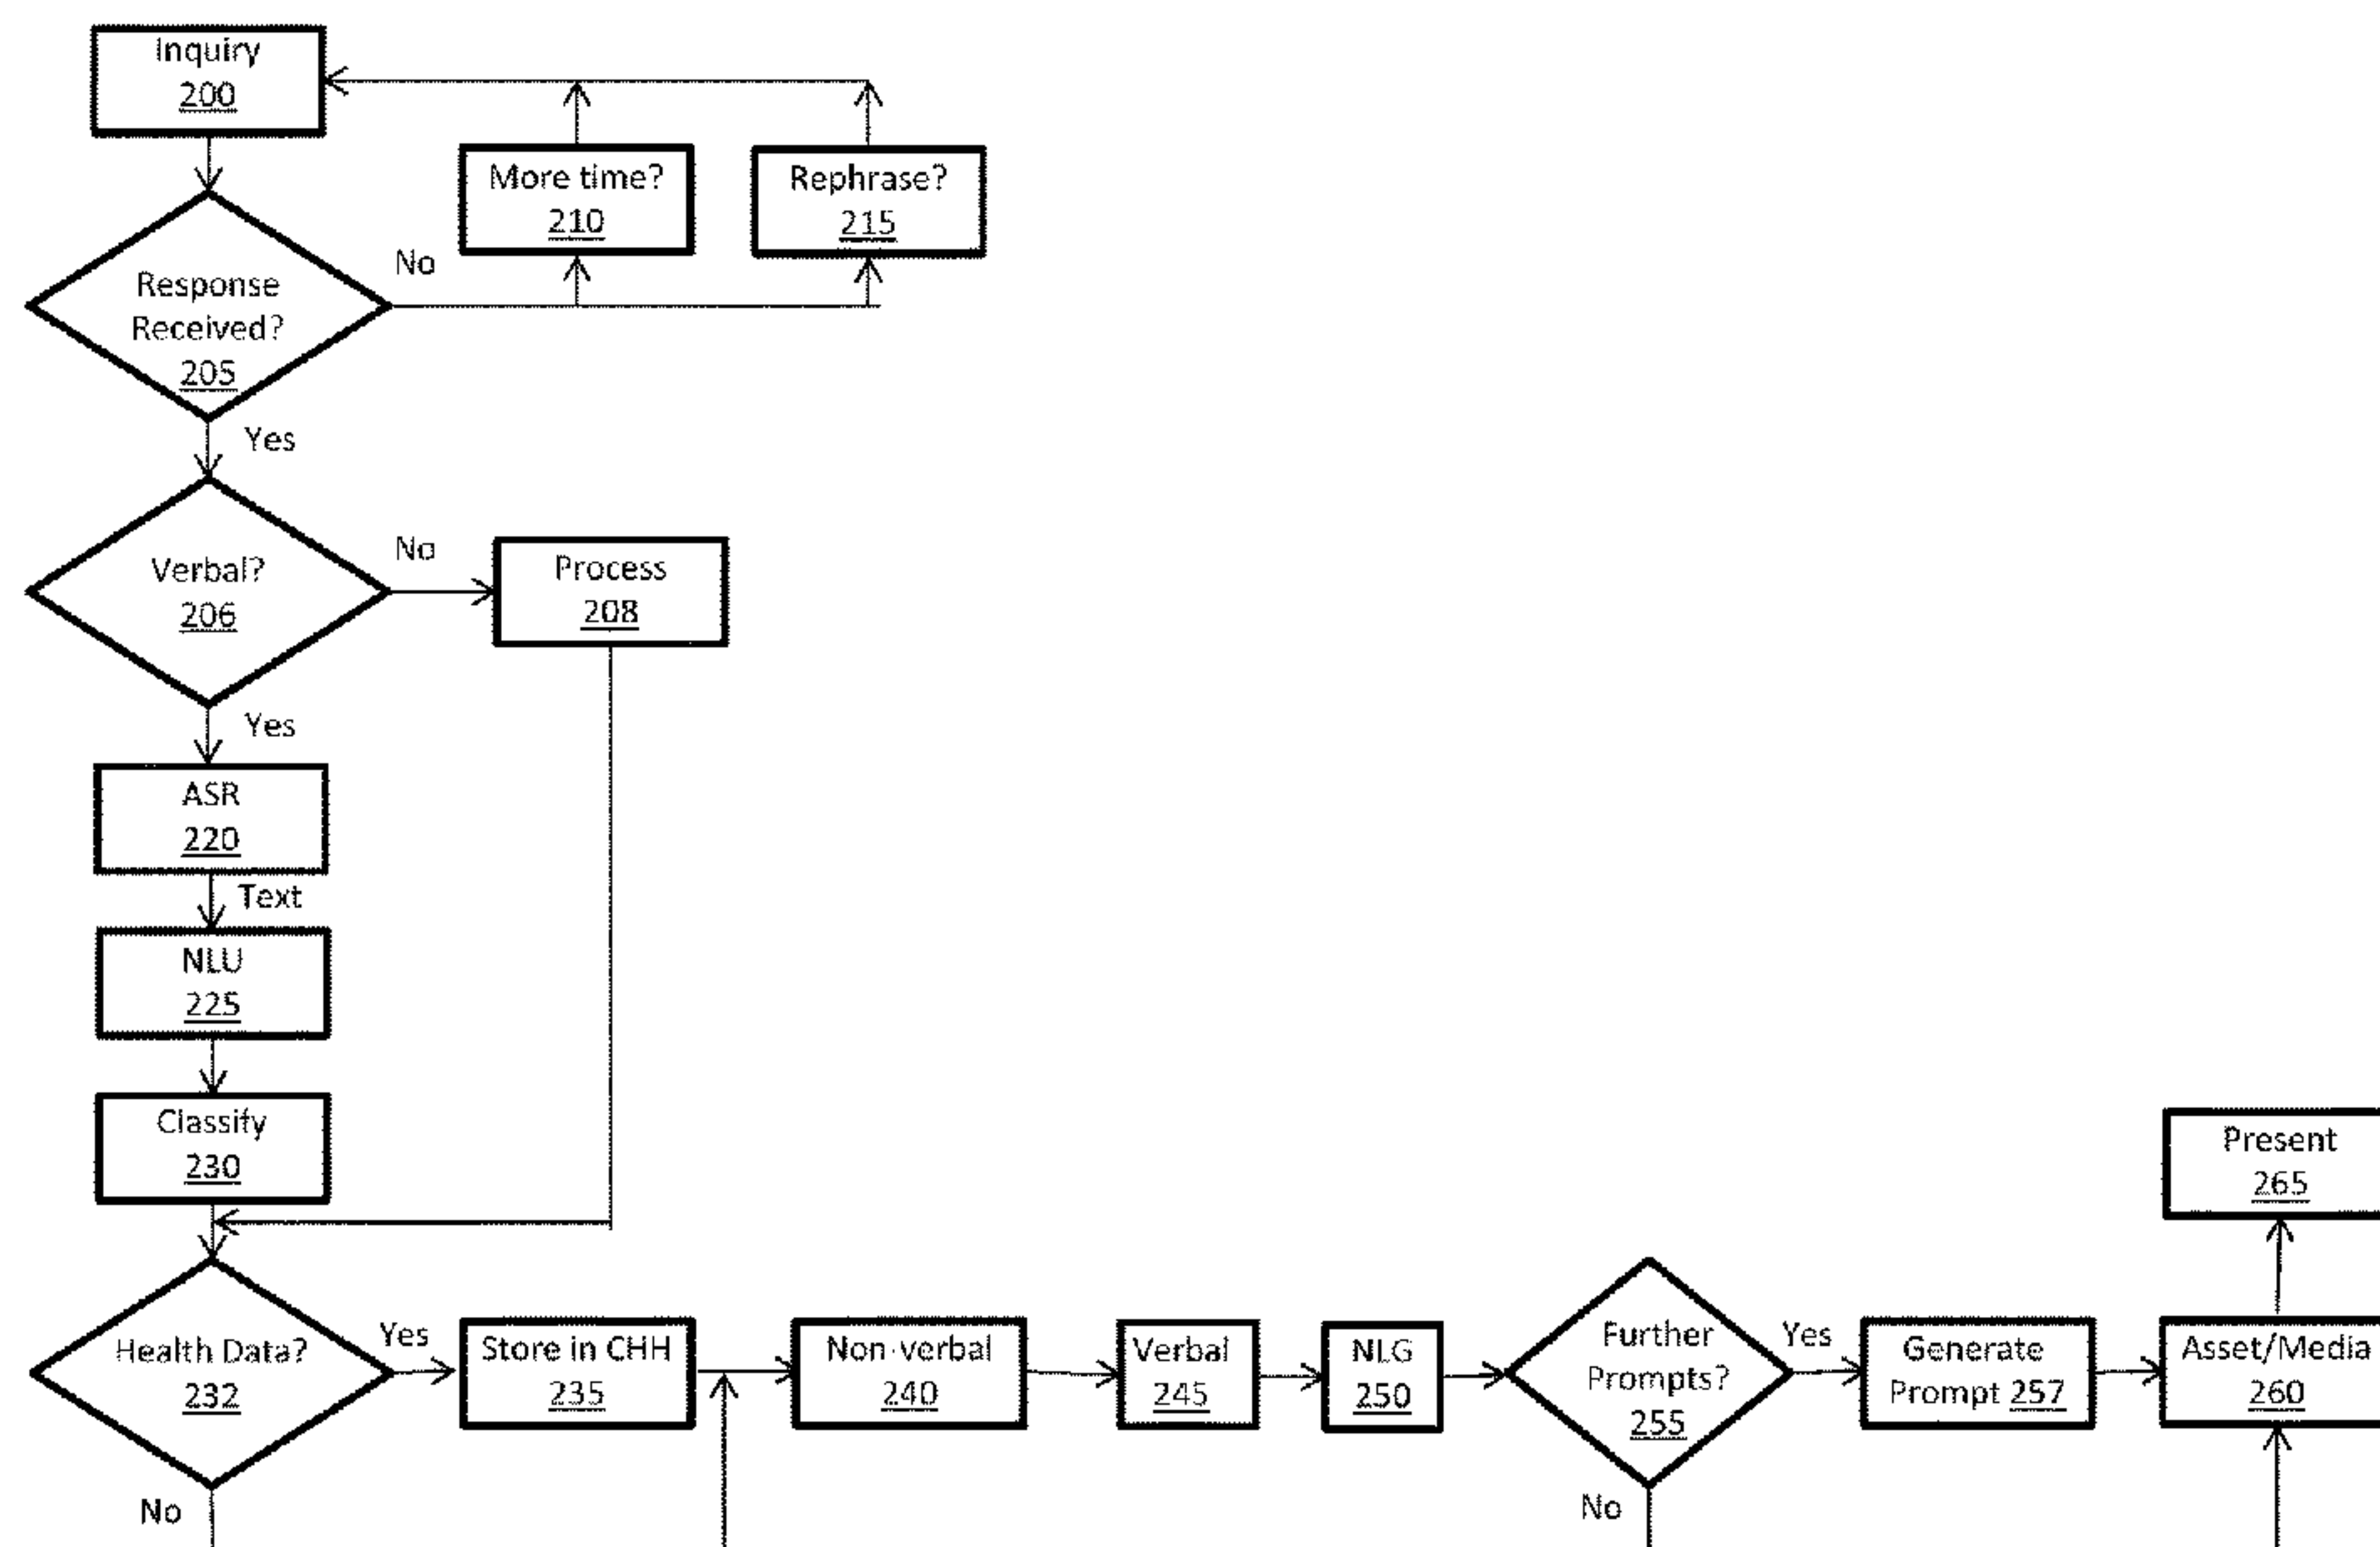 Inquiry
200
More time?
210
Rephrase?
215
No
Response
Received?
205
Yes
Verbal?
206
No
Process
208
Yes
ASR
220
Text
NLU
225
Classify
230
Present
265
Health Data?
232
Yes
Store in CHH
235
Non-verbal
240
Verbal
245
NLG
250
Further
Prompts?
255
Yes
Generate
Prompt 257
Asset/Media
260
No
No